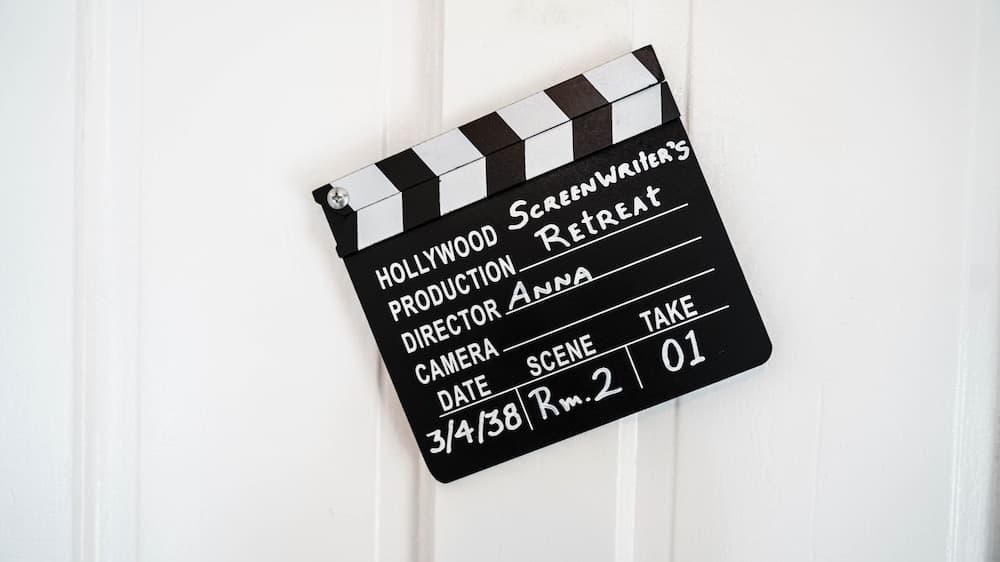 HOLLYWOOD ScreenWriter's
PRODUCTION Retreat
DIRECTOR Anna
CAMERA
DATE SCENE TAKE
3/4/38 Rm.2 01